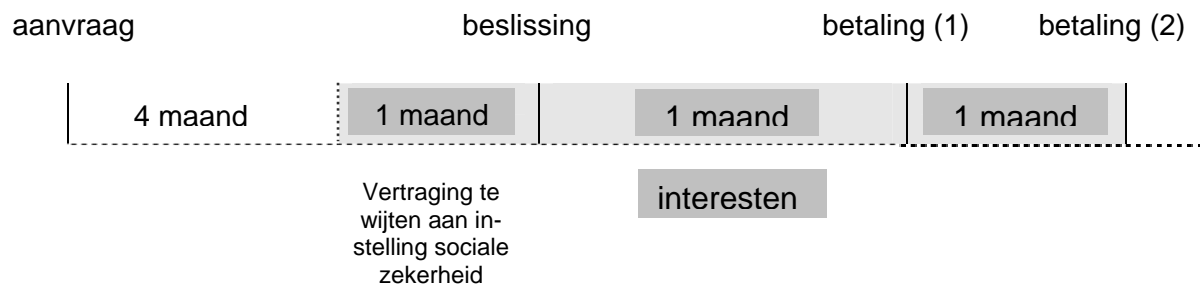 aanvraag beslissing betaling (1) betaling (2)
4 maand 1 maand 1 maand 1 maand
Vertraging te
wijten aan in-
stelling sociale
zekerheid
interesten